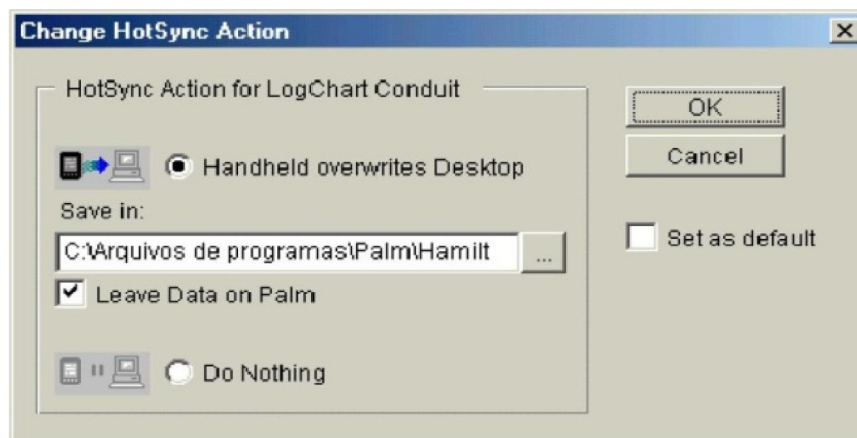 Change HotSync Action
HotSync Action for LogChart Conduit
Handheld overwrites Desktop
Save in:
C:\Arquivos de programas\Palm\Hamilt
...
Leave Data on Palm
Do Nothing
OK
Cancel
Set as default